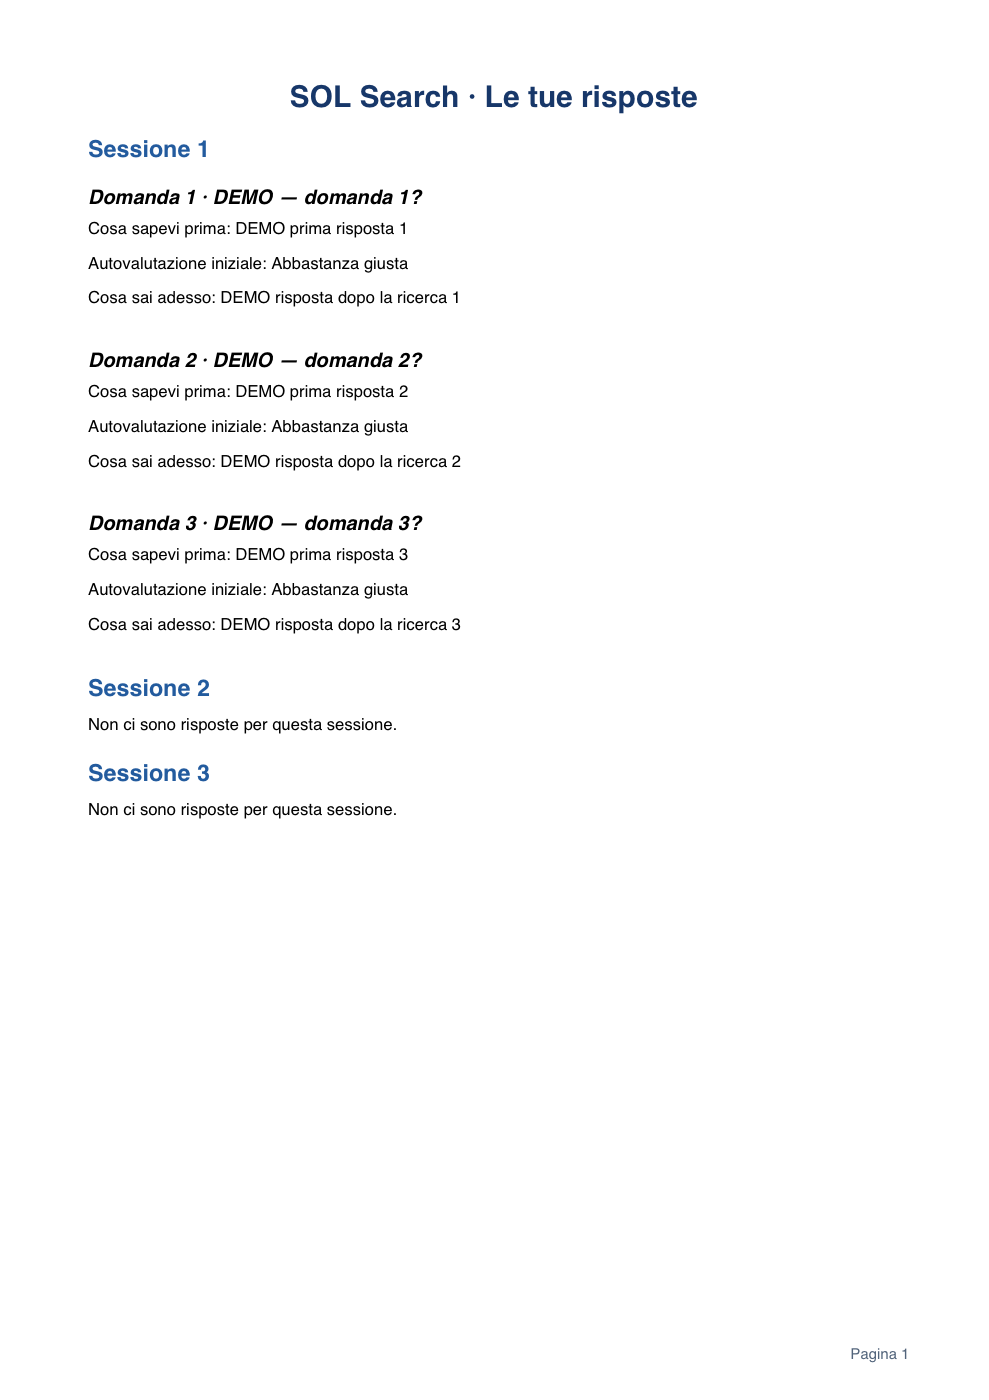 SOL Search · Le tue risposte
Sessione 1
Domanda 1 · DEMO — domanda 1?
Cosa sapevi prima: DEMO prima risposta 1
Autovalutazione iniziale: Abbastanza giusta
Cosa sai adesso: DEMO risposta dopo la ricerca 1
Domanda 2 · DEMO — domanda 2?
Cosa sapevi prima: DEMO prima risposta 2
Autovalutazione iniziale: Abbastanza giusta
Cosa sai adesso: DEMO risposta dopo la ricerca 2
Domanda 3 · DEMO — domanda 3?
Cosa sapevi prima: DEMO prima risposta 3
Autovalutazione iniziale: Abbastanza giusta
Cosa sai adesso: DEMO risposta dopo la ricerca 3
Sessione 2
Non ci sono risposte per questa sessione.
Sessione 3
Non ci sono risposte per questa sessione.
Pagina 1